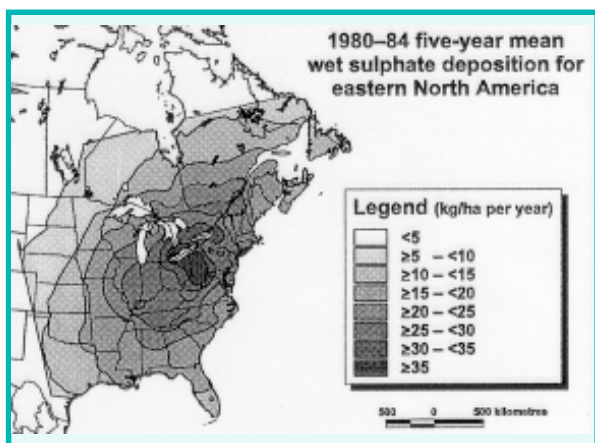 1980–84 five-year mean
wet sulphate deposition for
eastern North America
Legend (kg/ha per year)
<5
≥5 – <10
≥10 – <15
≥15 – <20
≥20 – <25
≥25 – <30
≥30 – <35
≥35
500 0 500 kilometres